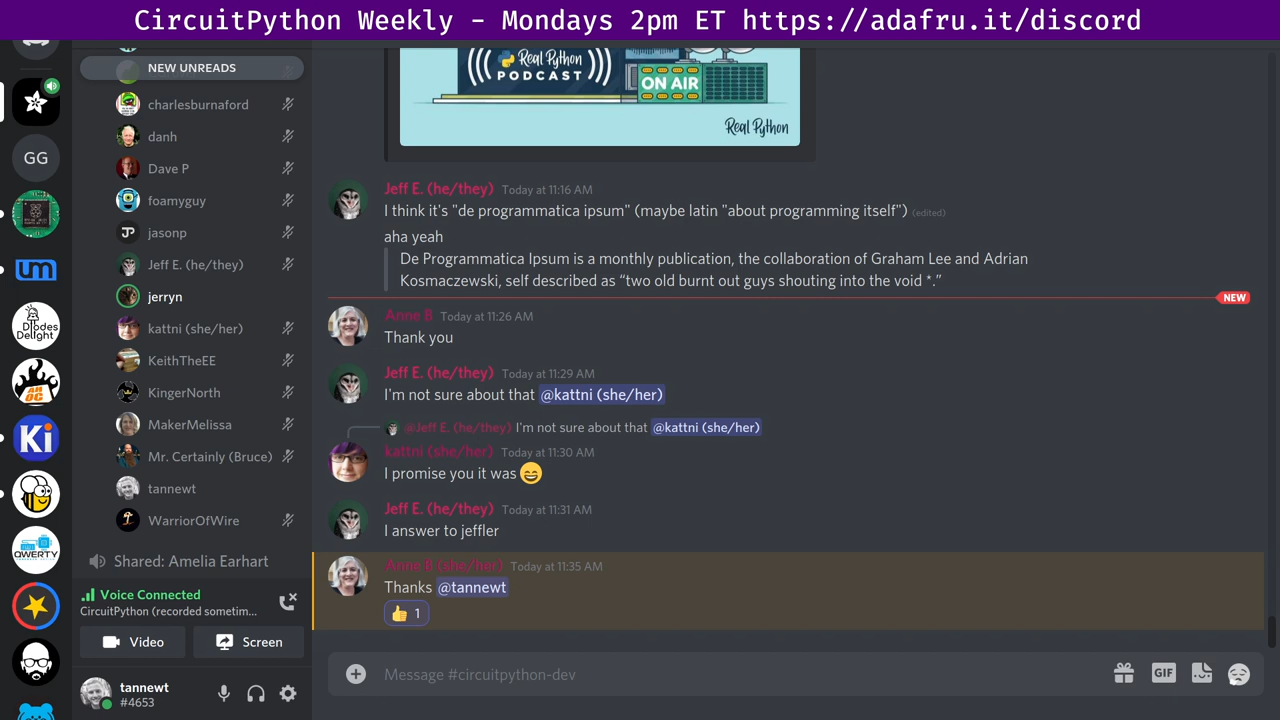 CircuitPython Weekly - Mondays 2pm ET https://adafru.it/discord
NEW UNREADS
charlesburnaford
danh
Dave P
foamyguy
jasonp
Jeff E. (he/they)
jerryn
kattni (she/her)
KeithTheEE
KingerNorth
MakerMelissa
Mr. Certainly (Bruce)
tannewt
WarriorOfWire
Shared: Amelia Earhart
Voice Connected
CircuitPython (recorded sometim...
Video
Screen
tannewt
#4653
GG
um
Diodes Delight
Ki
QWERTY
JP
Real Python
PODCAST
ON AIR
Real Python
Jeff E. (he/they) Today at 11:16 AM
I think it's "de programmatica ipsum" (maybe latin "about programming itself") (edited)
aha yeah
De Programmatica Ipsum is a monthly publication, the collaboration of Graham Lee and Adrian
Kosmaczewski, self described as “two old burnt out guys shouting into the void *.”
NEW
Anne B Today at 11:26 AM
Thank you
Jeff E. (he/they) Today at 11:29 AM
I'm not sure about that @kattni (she/her)
@Jeff E. (he/they) I'm not sure about that @kattni (she/her)
kattni (she/her) Today at 11:30 AM
I promise you it was 😄
Jeff E. (he/they) Today at 11:31 AM
I answer to jeffler
Anne B (she/her) Today at 11:35 AM
Thanks @tannewt
👍 1
Message #circuitpython-dev
GIF